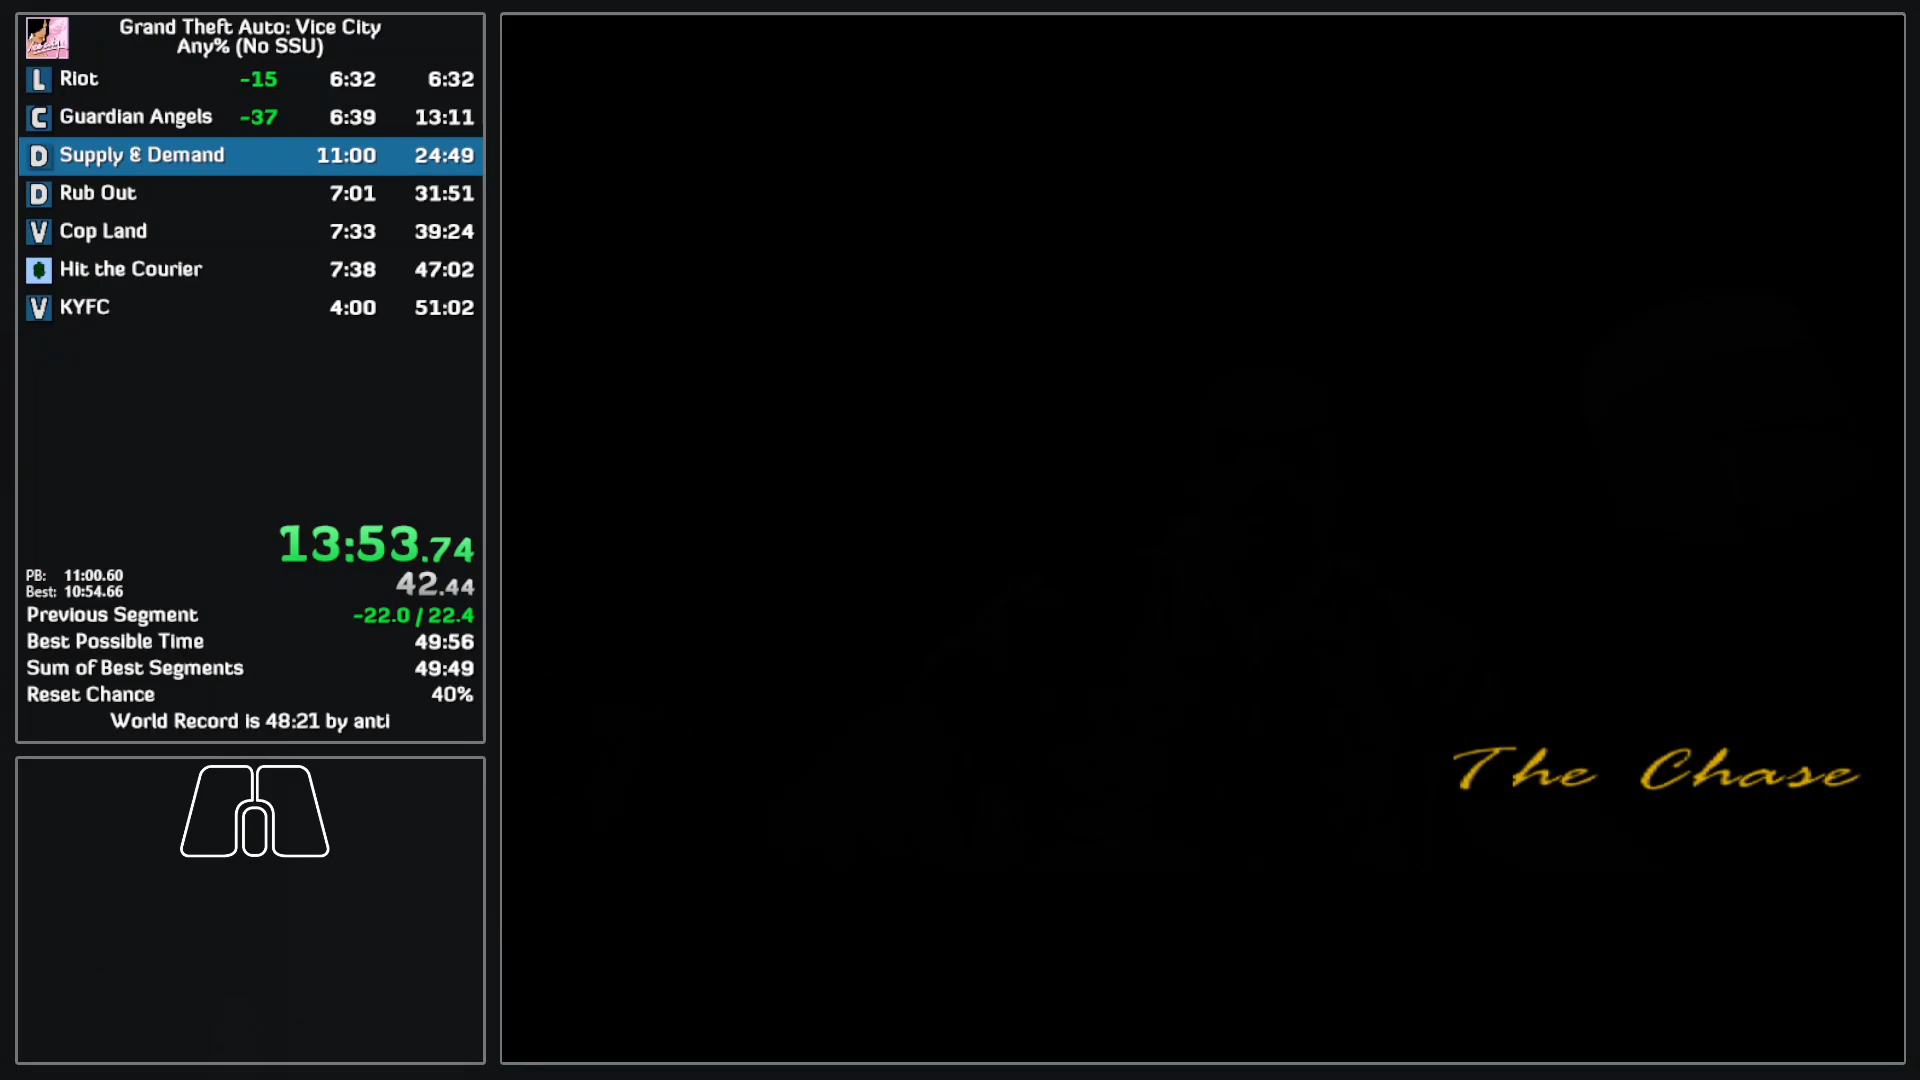 Grand Theft Auto: Vice City
Any% (No SSU)
L Riot -15 6:32 6:32
C Guardian Angels -37 6:39 13:11
D Supply & Demand 11:00 24:49
D Rub Out 7:01 31:51
V Cop Land 7:33 39:24
Hit the Courier 7:38 47:02
V KYFC 4:00 51:02
13:53.74
PB: 11:00.60
Best: 10:54.66
42.44
Previous Segment -22.0 / 22.4
Best Possible Time 49:56
Sum of Best Segments 49:49
Reset Chance 40%
World Record is 48:21 by anti
The Chase